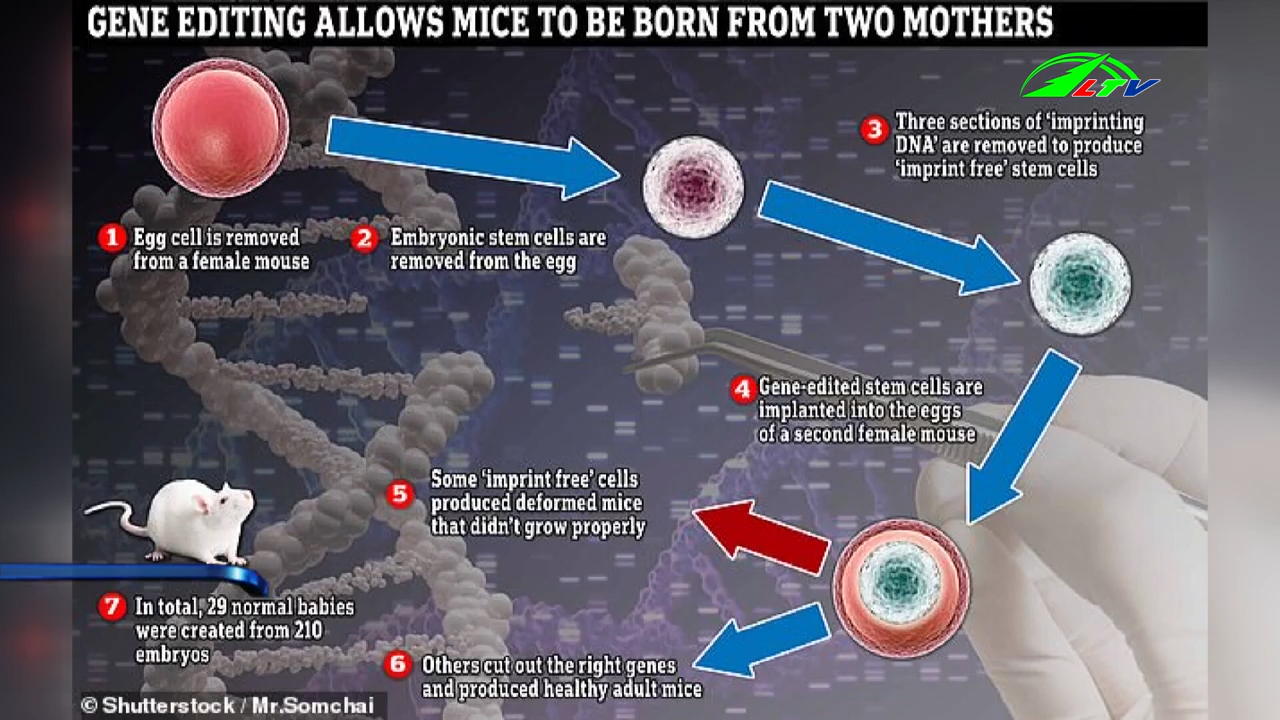 GENE EDITING ALLOWS MICE TO BE BORN FROM TWO MOTHERS
LTV
1 Egg cell is removed
from a female mouse
2 Embryonic stem cells are
removed from the egg
3 Three sections of ‘imprinting
DNA’ are removed to produce
‘imprint free’ stem cells
4 Gene-edited stem cells are
implanted into the eggs
of a second female mouse
5 Some ‘imprint free’ cells
produced deformed mice
that didn’t grow properly
6 Others cut out the right genes
and produced healthy adult mice
7 In total, 29 normal babies
were created from 210
embryos
© Shutterstock / Mr.Somchai